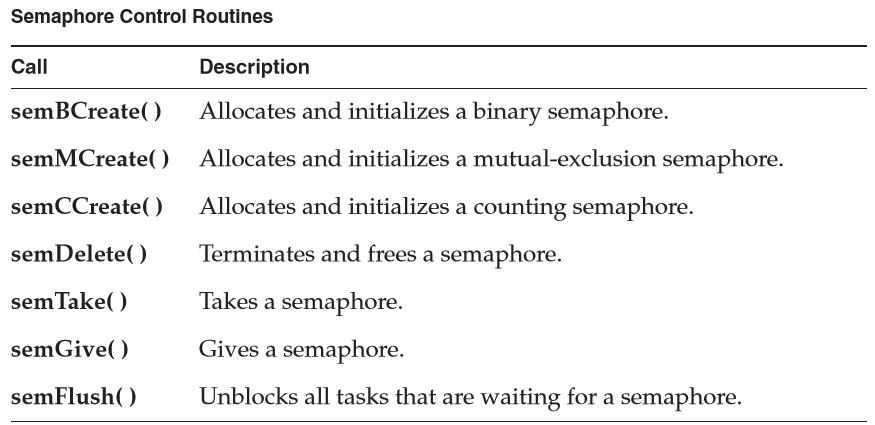 Semaphore Control Routines
Call Description
semBCreate( ) Allocates and initializes a binary semaphore.
semMCreate( ) Allocates and initializes a mutual-exclusion semaphore.
semCCreate( ) Allocates and initializes a counting semaphore.
semDelete( ) Terminates and frees a semaphore.
semTake( ) Takes a semaphore.
semGive( ) Gives a semaphore.
semFlush( ) Unblocks all tasks that are waiting for a semaphore.